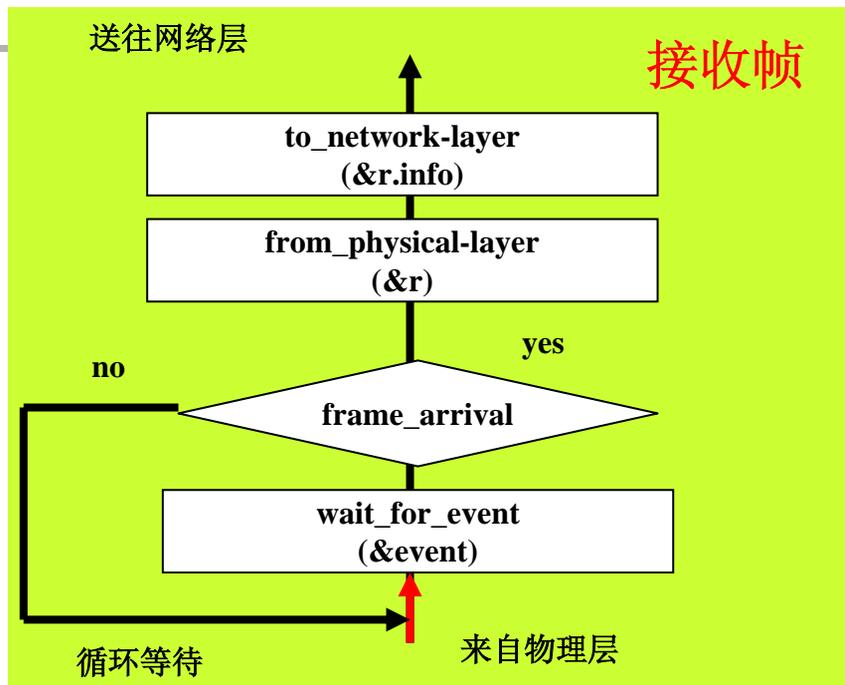 送往网络层
接收帧
to_network-layer
(&r.info)
from_physical-layer
(&r)
yes
no
frame_arrival
wait_for_event
(&event)
来自物理层
循环等待